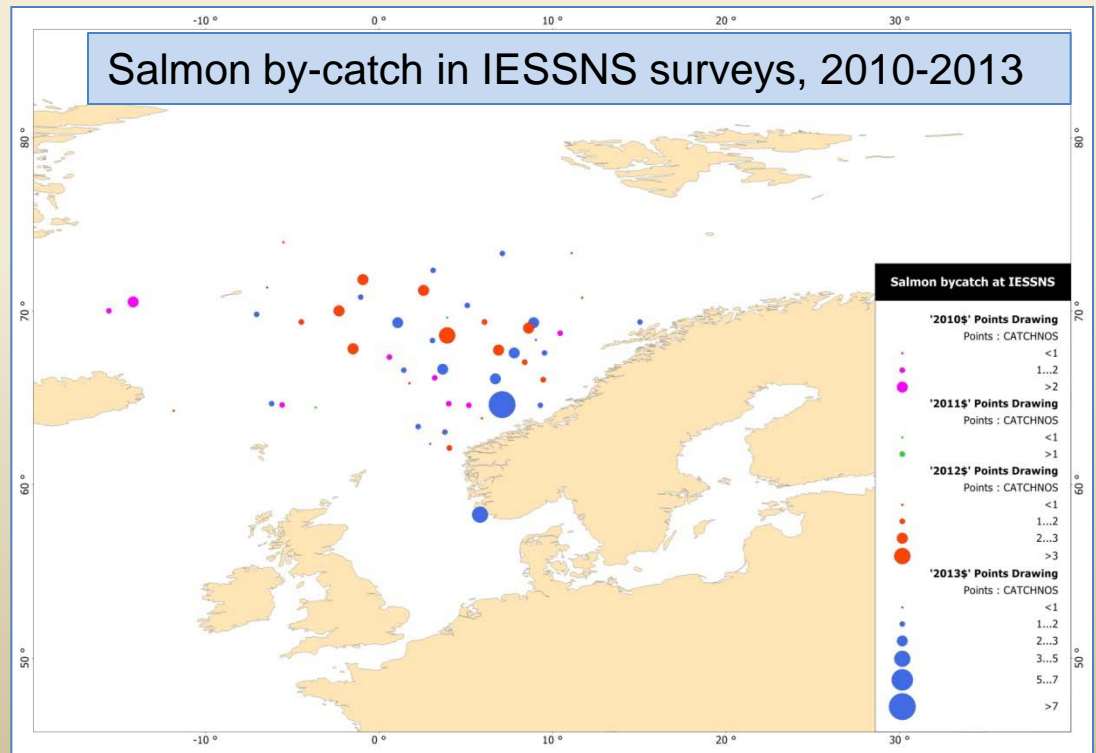 -10 ° 0 ° 10 ° 20 ° 30 °
Salmon by-catch in IESSNS surveys, 2010-2013
80 ° 80 °
Salmon bycatch at IESSNS
70 ° 70 °
'2010$' Points Drawing
Points : CATCHNOS
<1
1...2
>2
'2011$' Points Drawing
Points : CATCHNOS
<1
>1
'2012$' Points Drawing
60 ° 60 °
Points : CATCHNOS
<1
1...2
2...3
>3
'2013$' Points Drawing
Points : CATCHNOS
<1
1...2
2...3
50 ° 50 °
3...5
5...7
>7
-10 ° 0 ° 10 ° 20 ° 30 °